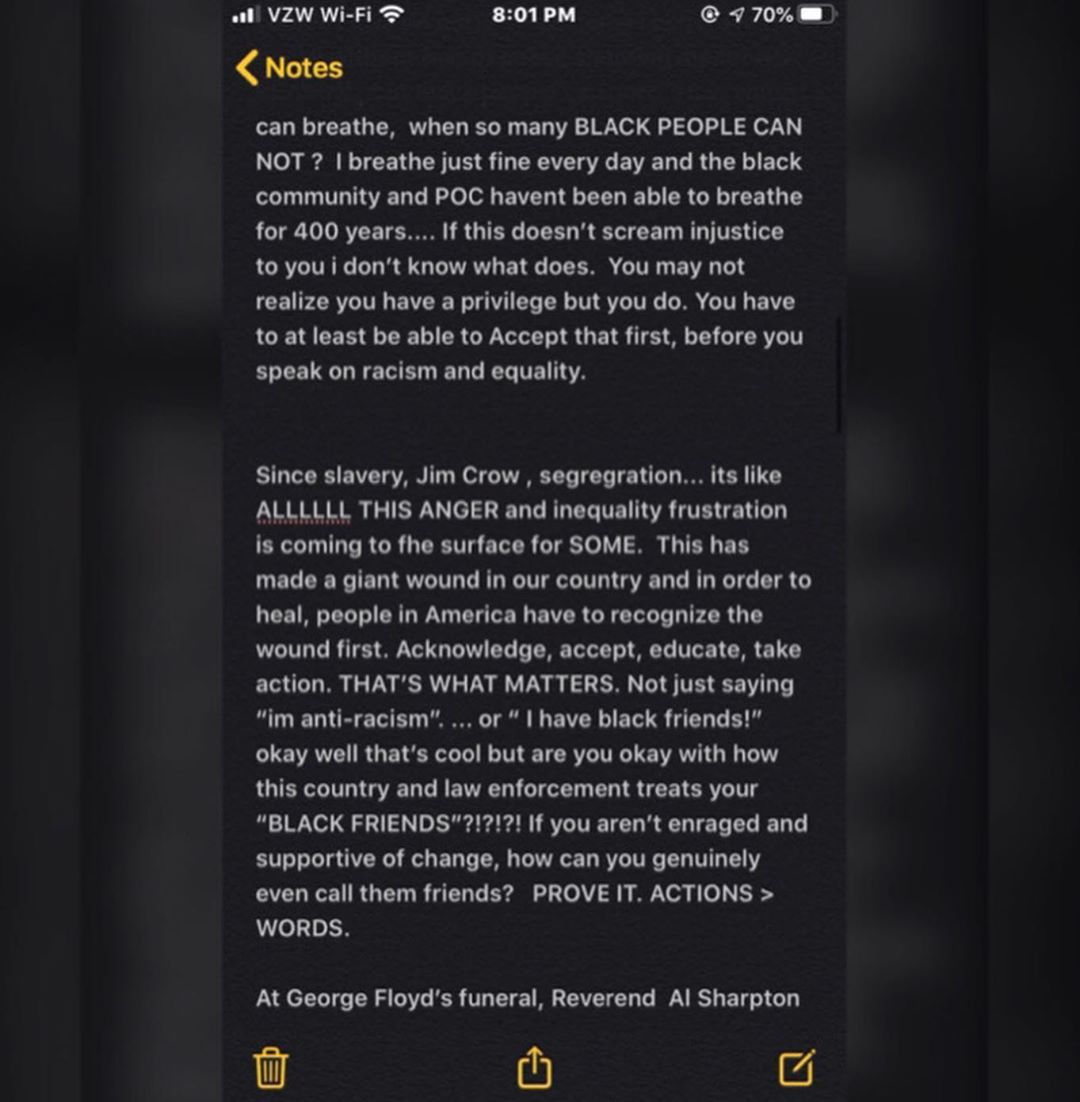 VZW Wi-Fi 8:01 PM 70%
Notes
can breathe,  when so many BLACK PEOPLE CAN
NOT ?  I breathe just fine every day and the black
community and POC havent been able to breathe
for 400 years.... If this doesn't scream injustice
to you i don't know what does.  You may not
realize you have a privilege but you do. You have
to at least be able to Accept that first, before you
speak on racism and equality.
Since slavery, Jim Crow , segregration... its like
ALLLLLL THIS ANGER and inequality frustration
is coming to fhe surface for SOME.  This has
made a giant wound in our country and in order to
heal, people in America have to recognize the
wound first. Acknowledge, accept, educate, take
action. THAT'S WHAT MATTERS. Not just saying
“im anti-racism”. ... or “ I have black friends!”
okay well that's cool but are you okay with how
this country and law enforcement treats your
“BLACK FRIENDS”?!?!?! If you aren't enraged and
supportive of change, how can you genuinely
even call them friends?   PROVE IT. ACTIONS >
WORDS.
At George Floyd's funeral, Reverend  Al Sharpton